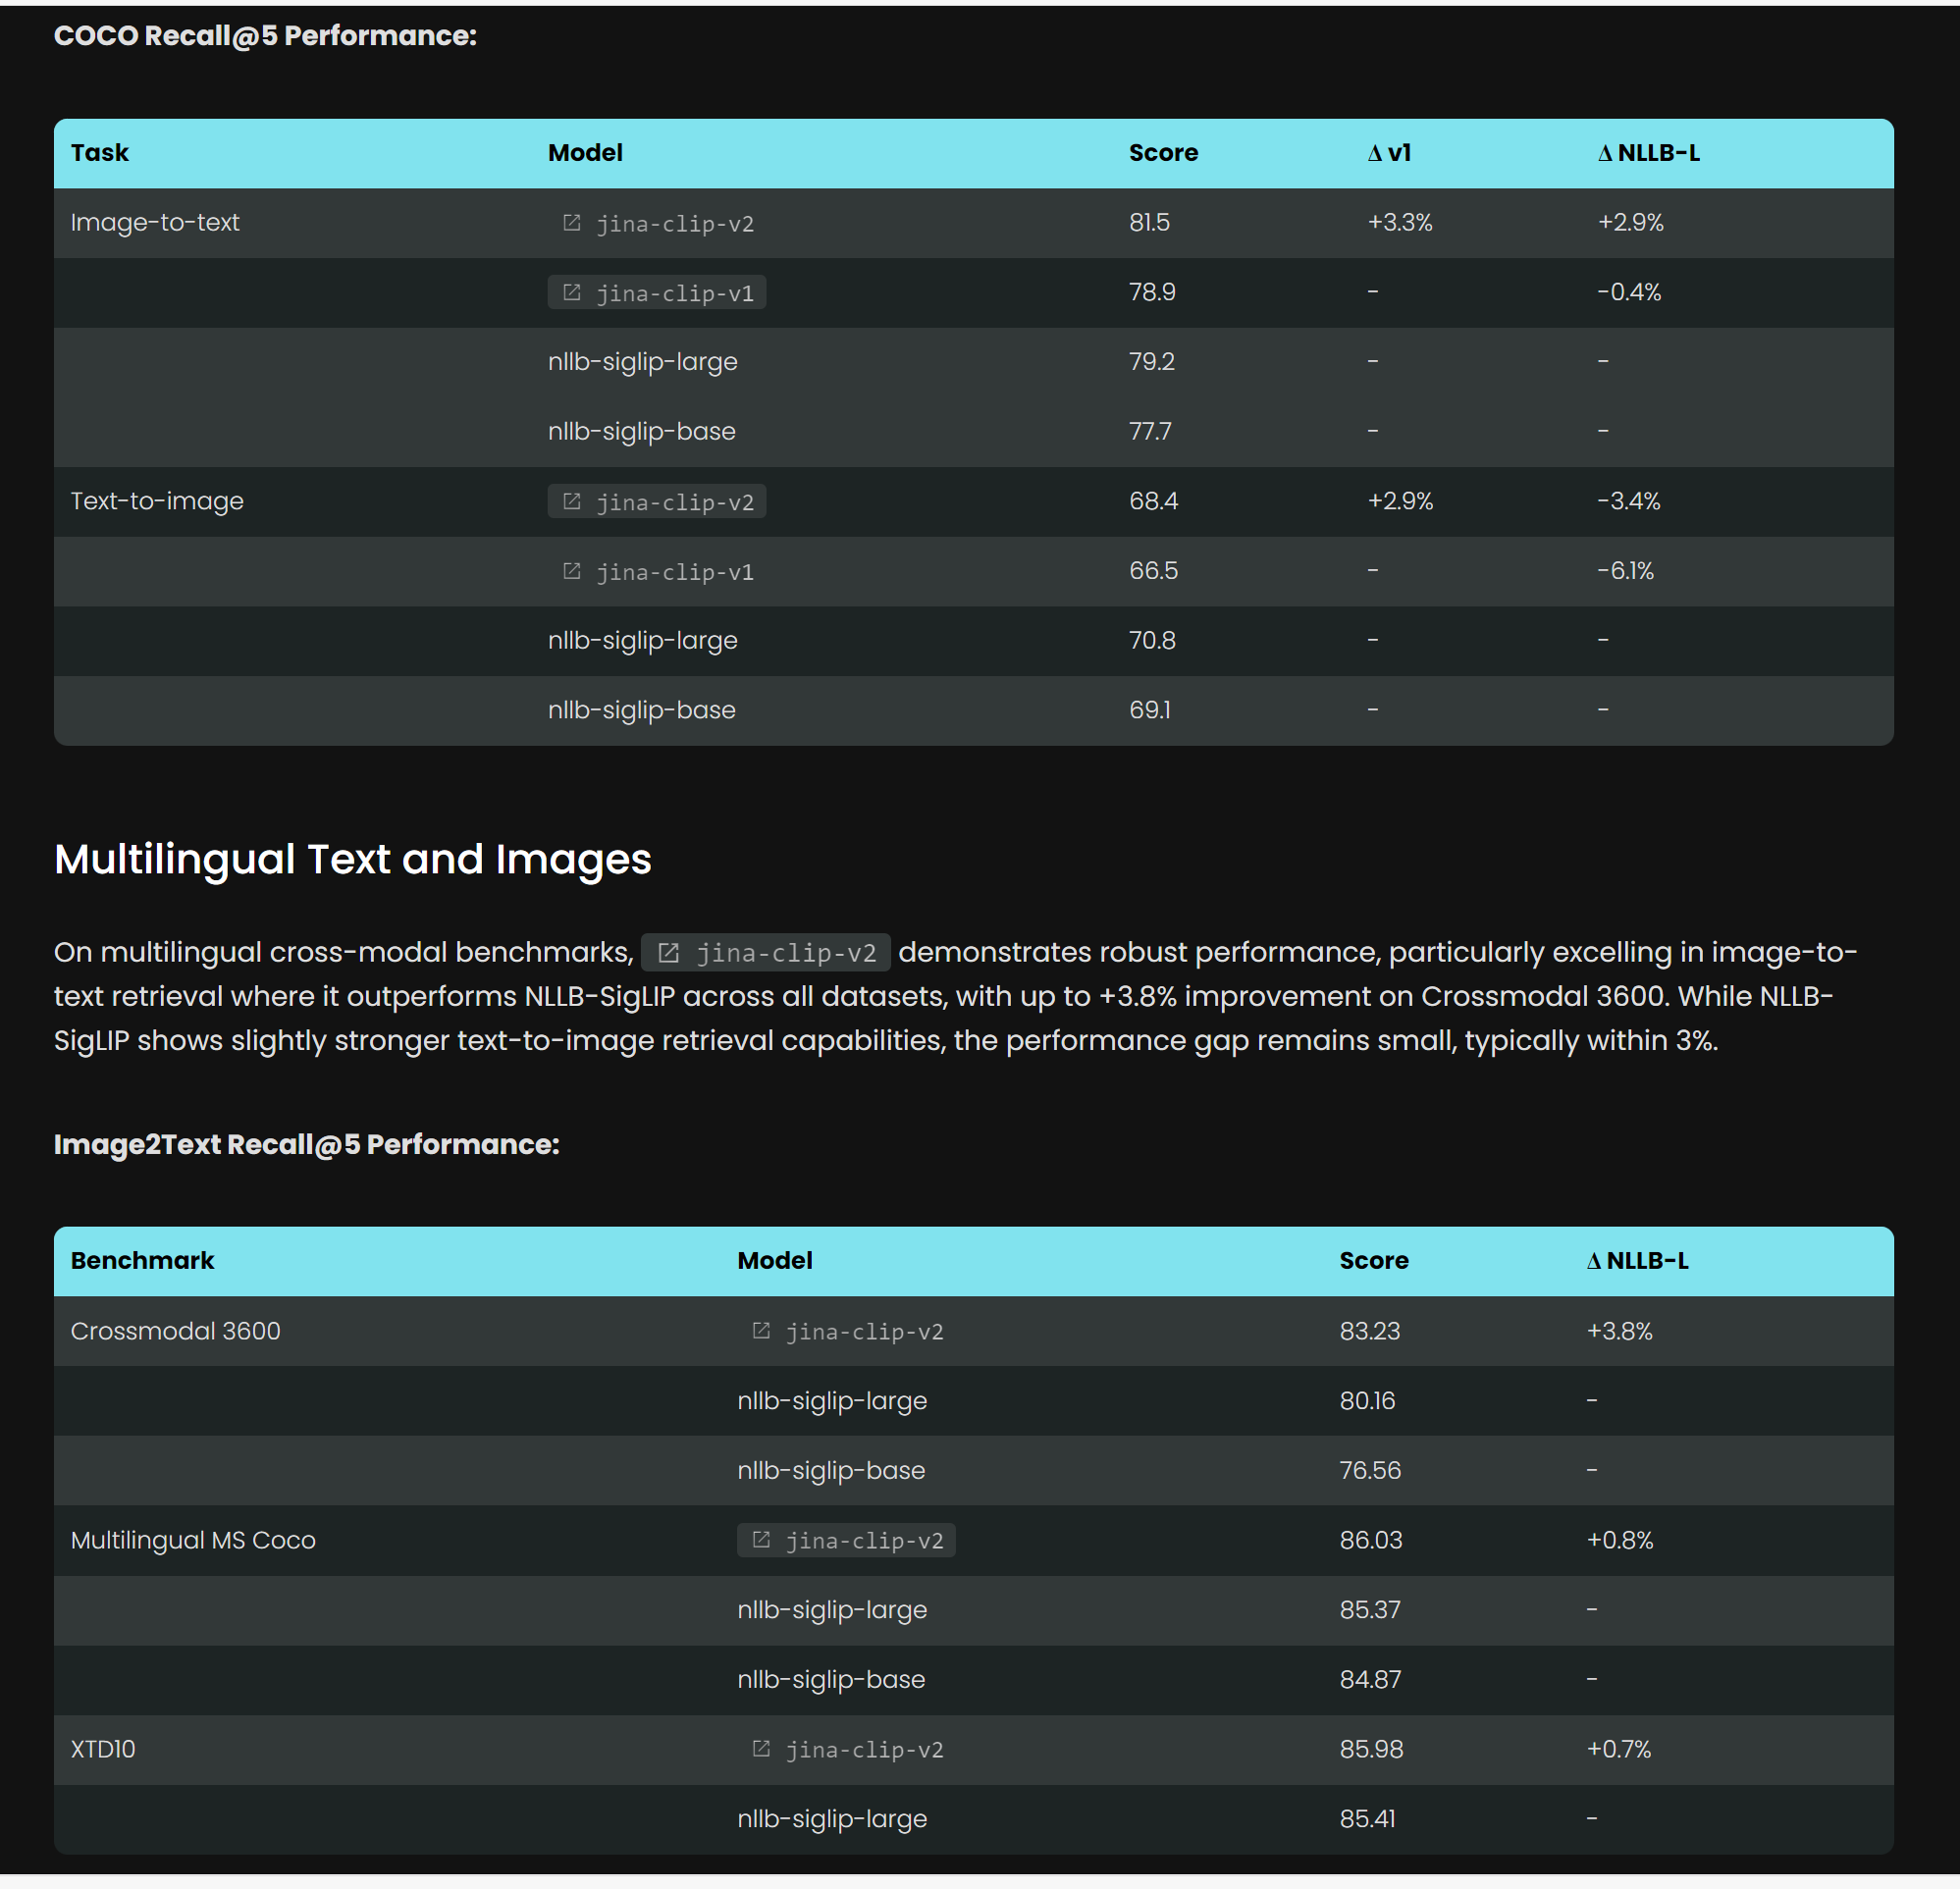 COCO Recall@5 Performance:
Task Model Score Δ v1 Δ NLLB-L
Image-to-text jina-clip-v2 81.5 +3.3% +2.9%
jina-clip-v1 78.9 - -0.4%
nllb-siglip-large 79.2 - -
nllb-siglip-base 77.7 - -
Text-to-image jina-clip-v2 68.4 +2.9% -3.4%
jina-clip-v1 66.5 - -6.1%
nllb-siglip-large 70.8 - -
nllb-siglip-base 69.1 - -
Multilingual Text and Images
On multilingual cross-modal benchmarks, jina-clip-v2 demonstrates robust performance, particularly excelling in image-to-
text retrieval where it outperforms NLLB-SigLIP across all datasets, with up to +3.8% improvement on Crossmodal 3600. While NLLB-
SigLIP shows slightly stronger text-to-image retrieval capabilities, the performance gap remains small, typically within 3%.
Image2Text Recall@5 Performance:
Benchmark Model Score Δ NLLB-L
Crossmodal 3600 jina-clip-v2 83.23 +3.8%
nllb-siglip-large 80.16 -
nllb-siglip-base 76.56 -
Multilingual MS Coco jina-clip-v2 86.03 +0.8%
nllb-siglip-large 85.37 -
nllb-siglip-base 84.87 -
XTD10 jina-clip-v2 85.98 +0.7%
nllb-siglip-large 85.41 -